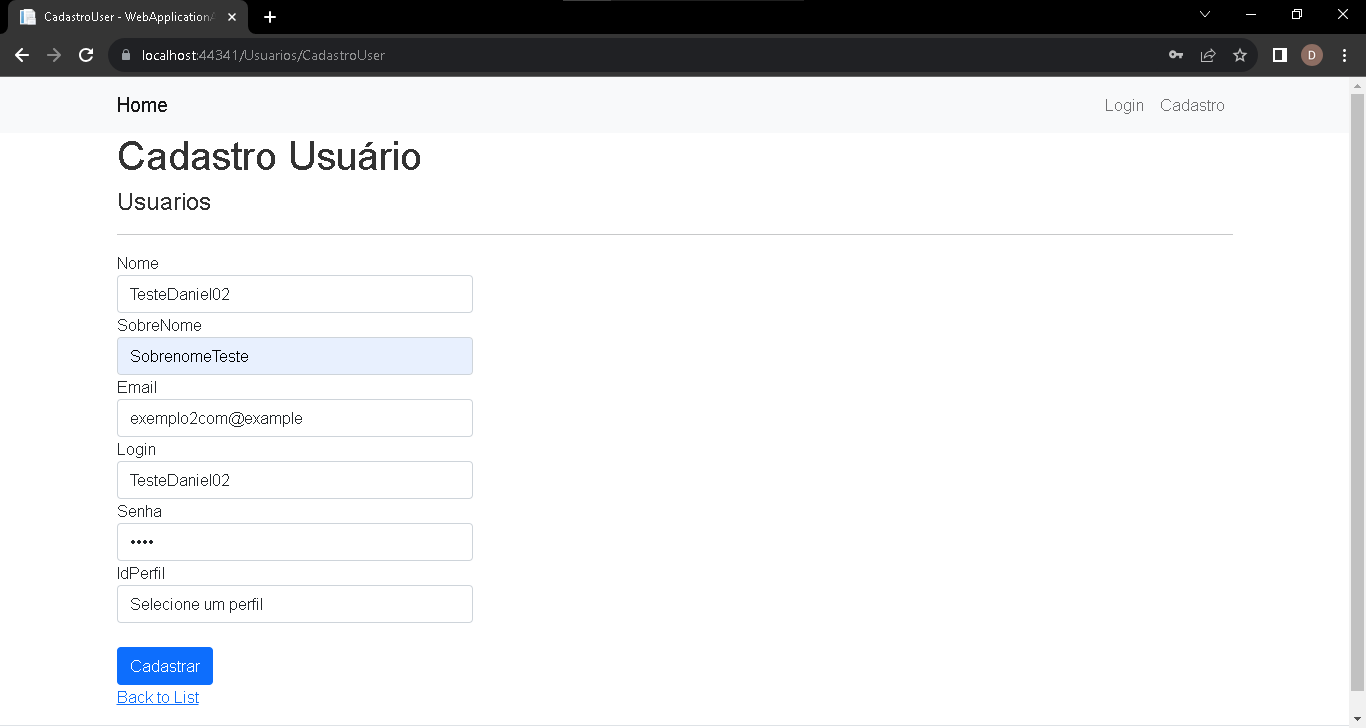 CadastroUser - WebApplicationA
localhost:44341/Usuarios/CadastroUser
D
Home Login Cadastro
Cadastro Usuário
Usuarios
Nome
TesteDaniel02
SobreNome
SobrenomeTeste
Email
exemplo2com@example
Login
TesteDaniel02
Senha
••••
IdPerfil
Selecione um perfil
Cadastrar
Back to List